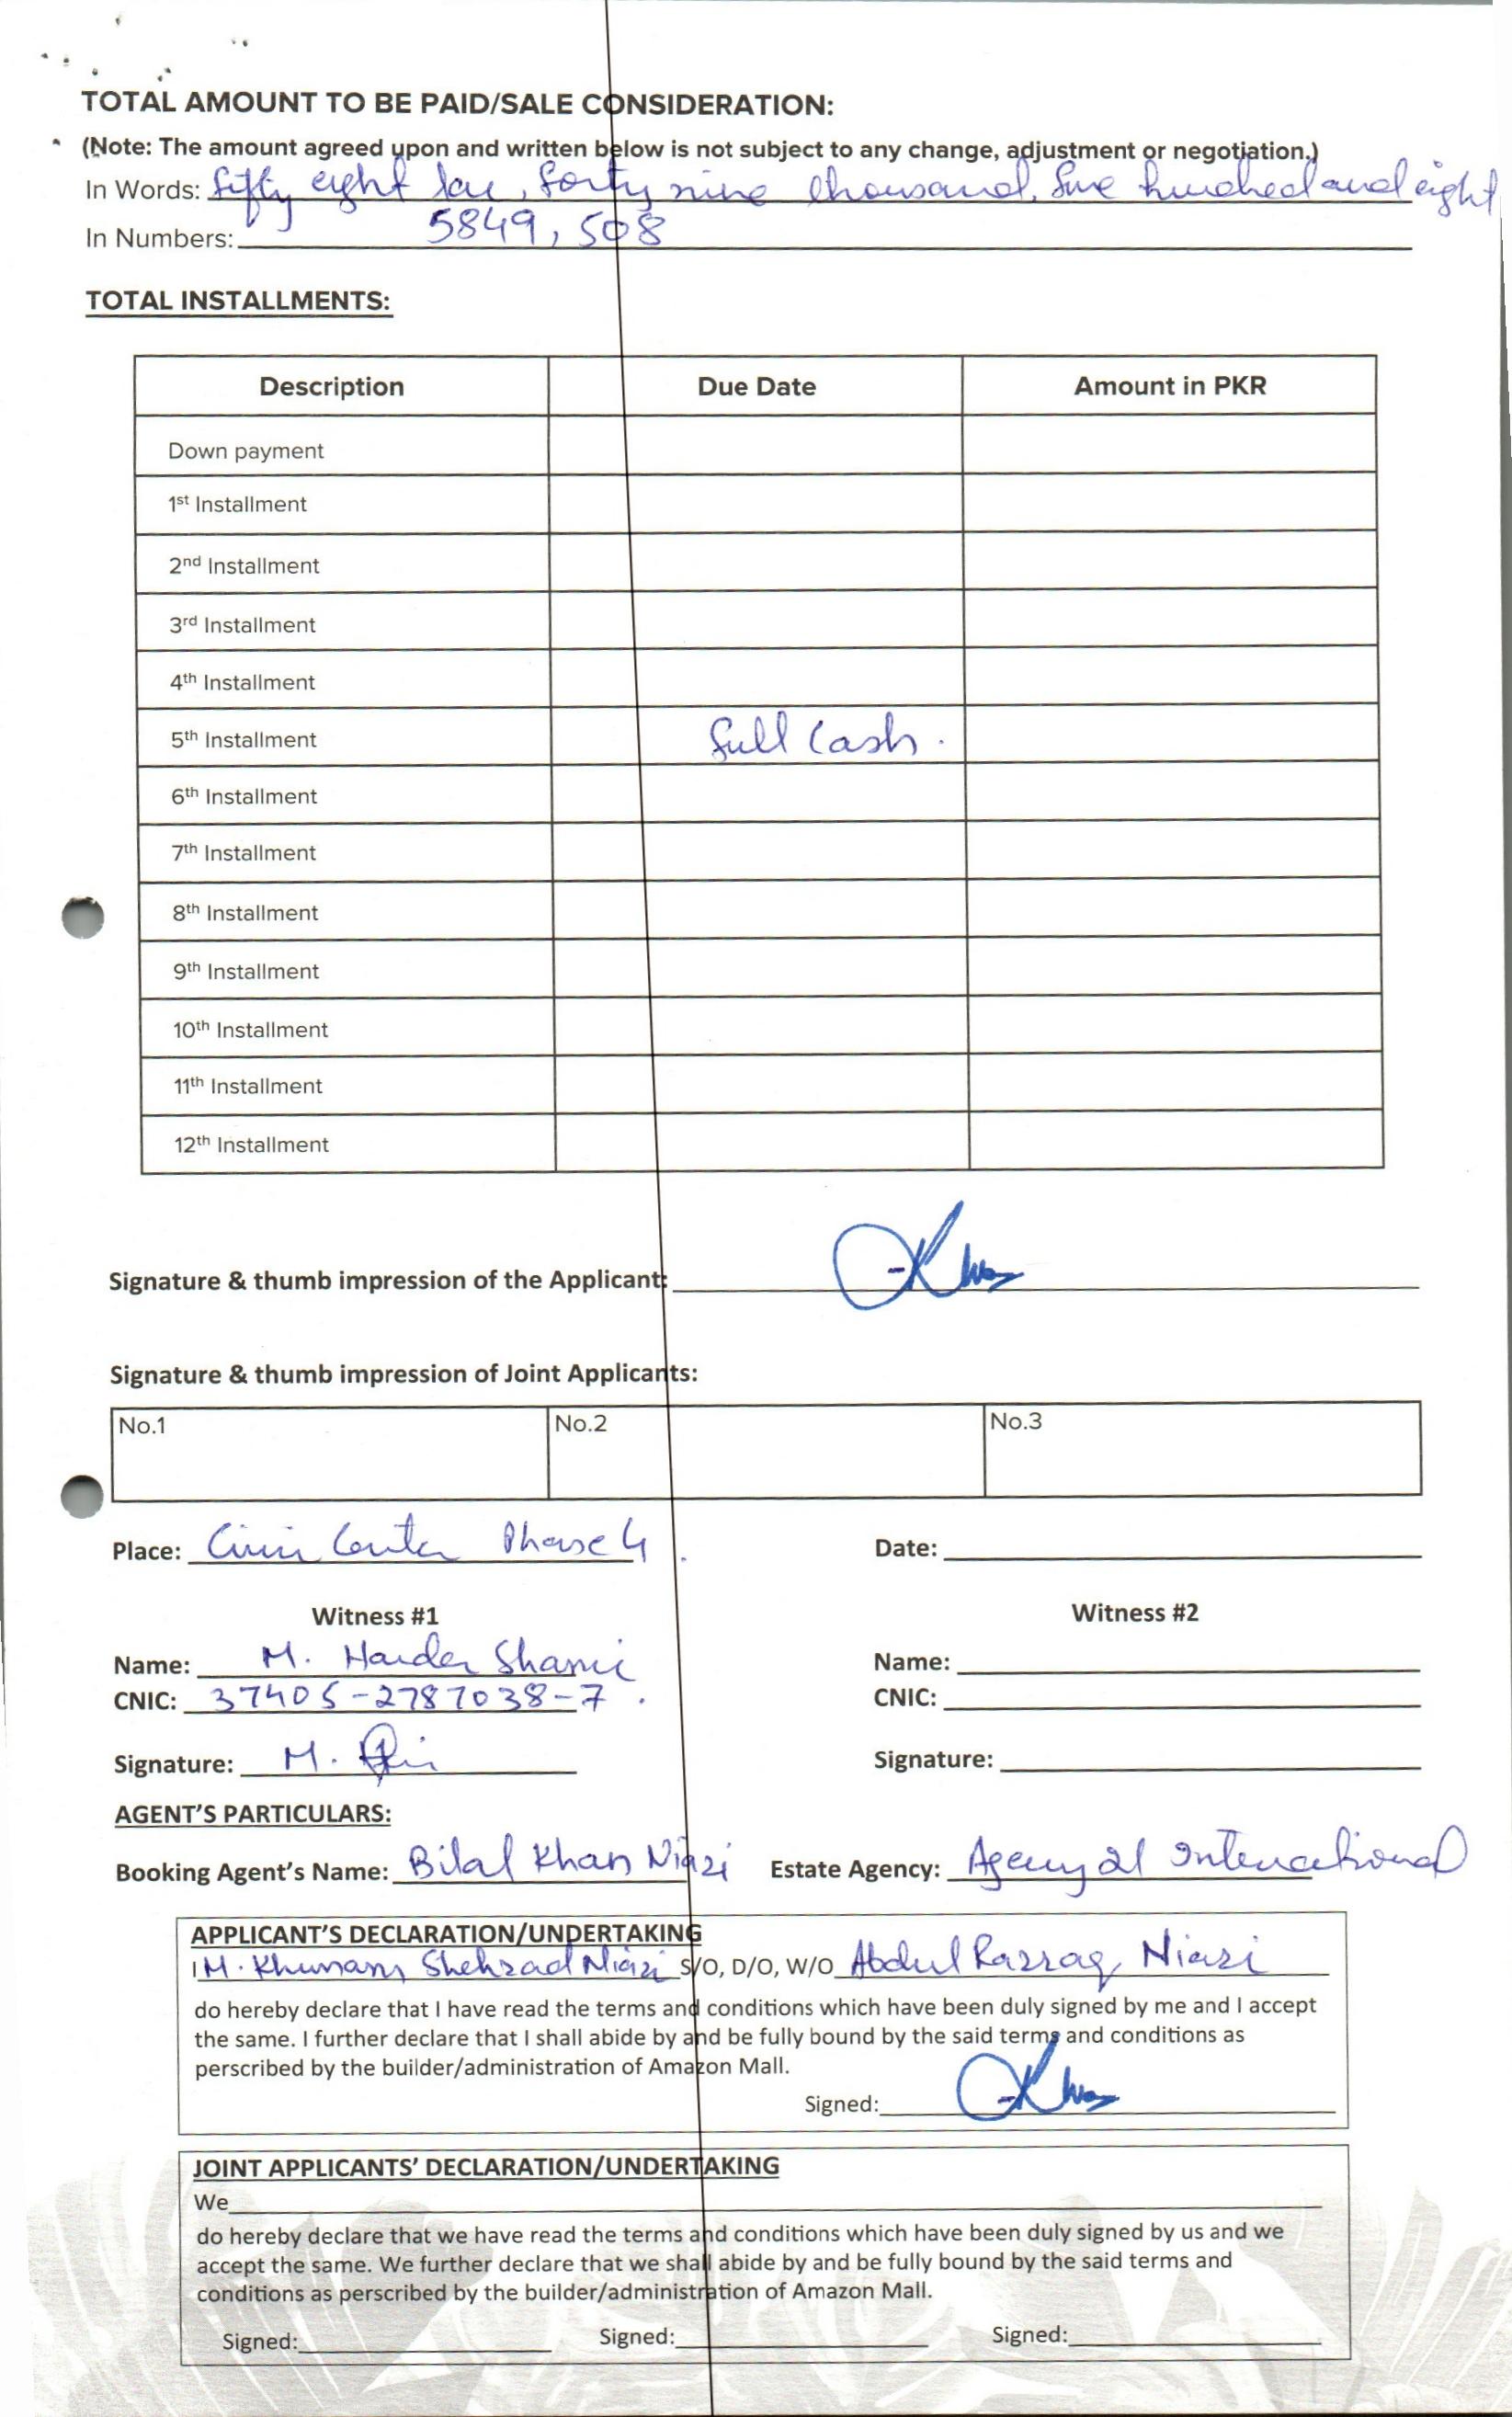 TOTAL AMOUNT TO BE PAID/SALE CONSIDERATION:
(Note: The amount agreed upon and written below is not subject to any change, adjustment or negotiation.)
In Words: fifty eight lac, forty nine thousand, five hundred and eight
In Numbers: 5849,508
TOTAL INSTALLMENTS:
Description Due Date Amount in PKR
Down payment
1st Installment
2nd Installment
3rd Installment
4th Installment
5th Installment full Cash.
6th Installment
7th Installment
8th Installment
9th Installment
10th Installment
11th Installment
12th Installment
Signature & thumb impression of the Applicant:
Signature & thumb impression of Joint Applicants:
No.1 No.2 No.3
Place: Civic Center Phase 4. Date:
Witness #1 Witness #2
Name: M. Haider Shami Name:
CNIC: 37405-2787038-7. CNIC:
Signature: M. Signature:
AGENT'S PARTICULARS:
Booking Agent's Name: Bilal Khan Niazi Estate Agency: Agency 21 International
APPLICANT'S DECLARATION/UNDERTAKING
I M. Shehzad Niazi S/O, D/O, W/O Abdul Razzaq Niazi
do hereby declare that I have read the terms and conditions which have been duly signed by me and I accept
the same. I further declare that I shall abide by and be fully bound by the said terms and conditions as
perscribed by the builder/administration of Amazon Mall.
Signed:
JOINT APPLICANTS' DECLARATION/UNDERTAKING
We
do hereby declare that we have read the terms and conditions which have been duly signed by us and we
accept the same. We further declare that we shall abide by and be fully bound by the said terms and
conditions as perscribed by the builder/administration of Amazon Mall.
Signed: Signed: Signed: